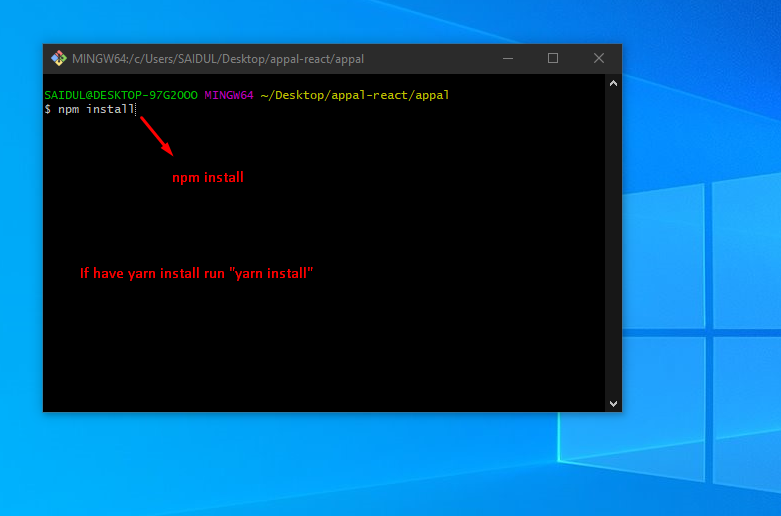 MINGW64:/c/Users/SAIDUL/Desktop/appal-react/appal
SAIDUL@DESKTOP-97G2OOO MINGW64 ~/Desktop/appal-react/appal
$ npm install
npm install
If have yarn install run "yarn install"